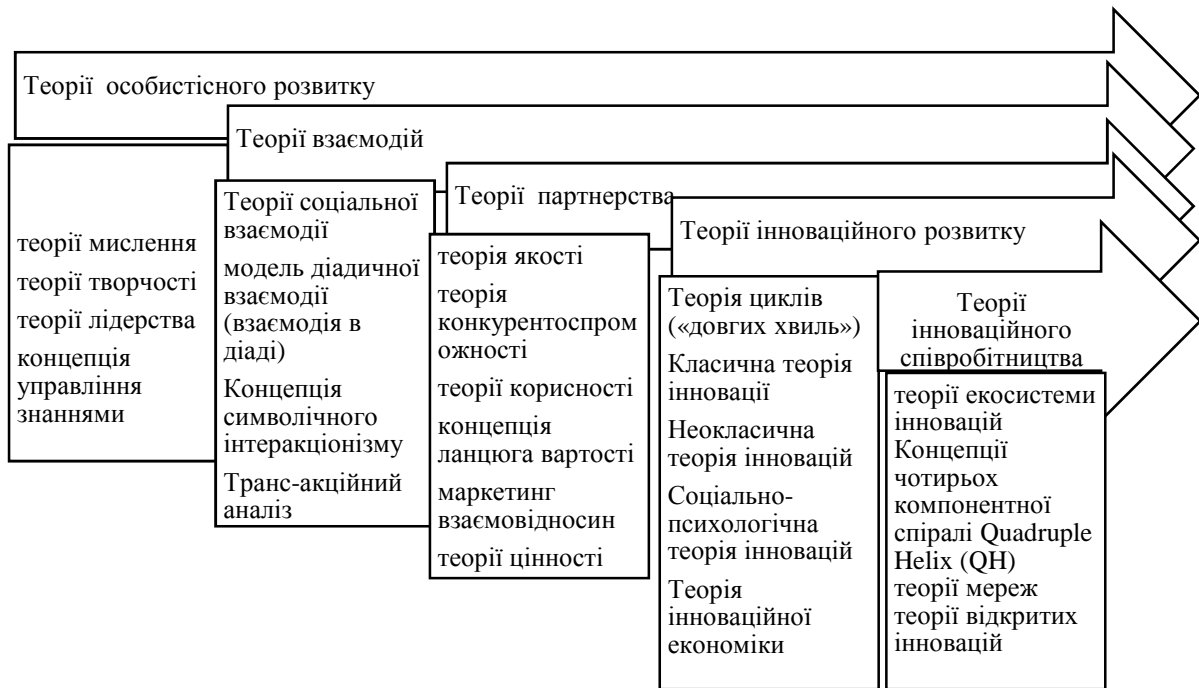 Теорії особистісного розвитку
теорії мислення
теорії творчості
теорії лідерства
концепція
управління
знаннями
Теорії взаємодій
Теорії соціальної
взаємодії
модель діадичної
взаємодії
(взаємодія в
діаді)
Концепція
символічного
інтеракціонізму
Транс-акційний
аналіз
Теорії партнерства
теорія якості
теорія
конкурентоспром
ожності
теорії корисності
концепція
ланцюга вартості
маркетинг
взаємовідносин
теорії цінності
Теорії інноваційного розвитку
Теорія циклів
(«довгих хвиль»)
Класична теорія
інновації
Неокласична
теорія інновацій
Соціально-
психологічна
теорія інновацій
Теорія
інноваційної
економіки
Теорії
інноваційного
співробітництва
теорії екосистеми
інновацій
Концепції
чотирьох
компонентної
спіралі Quadruple
Helix (QH)
теорії мереж
теорії відкритих
інновацій